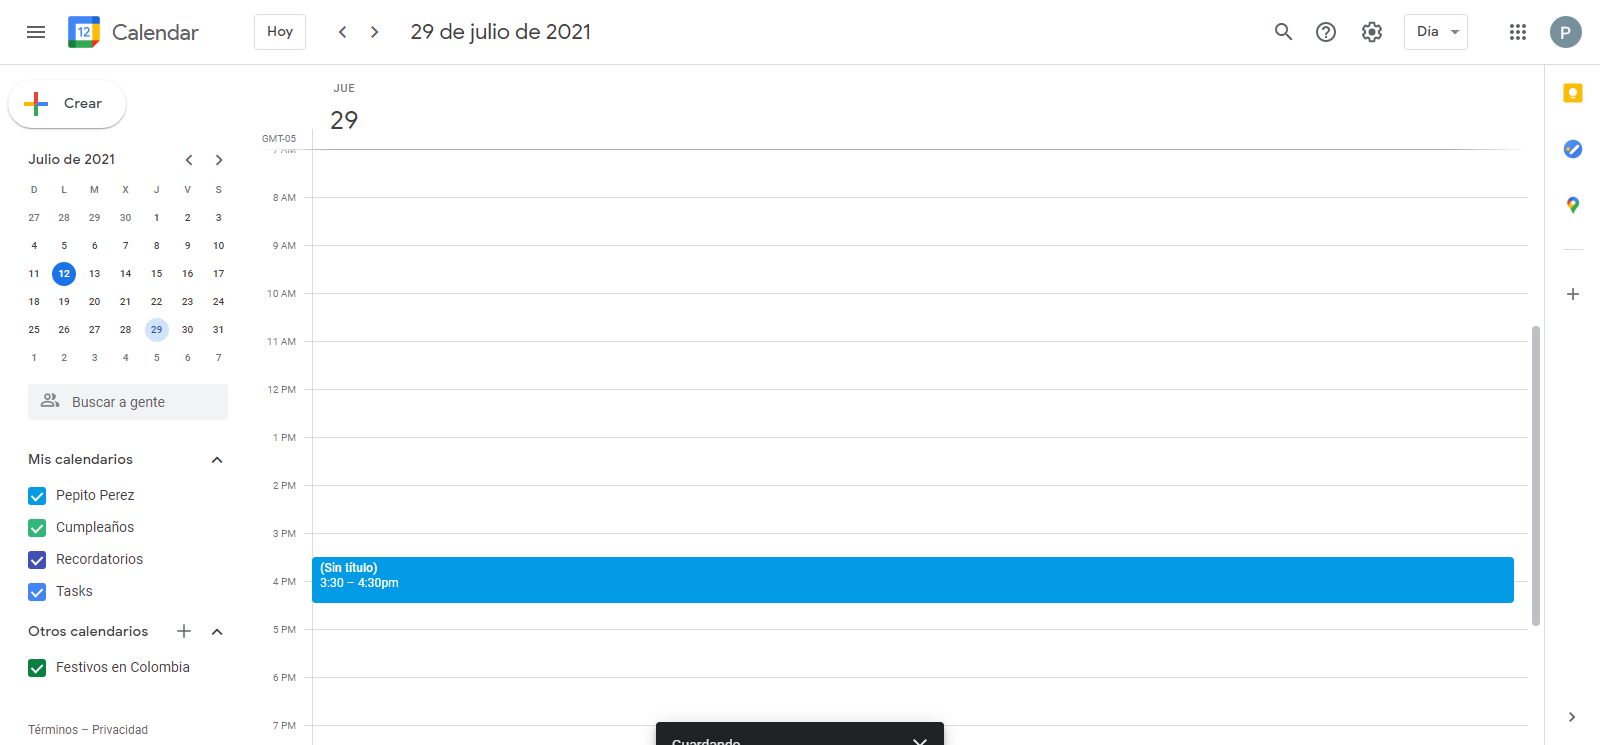 12 Calendar Hoy 29 de julio de 2021 Día P
Crear
JUE
29
GMT-05
7 AM
8 AM
9 AM
10 AM
11 AM
12 PM
1 PM
2 PM
3 PM
4 PM
5 PM
6 PM
7 PM
(Sin título)
3:30 – 4:30pm
Julio de 2021
D L M X J V S
27 28 29 30 1 2 3
4 5 6 7 8 9 10
11 12 13 14 15 16 17
18 19 20 21 22 23 24
25 26 27 28 29 30 31
1 2 3 4 5 6 7
Buscar a gente
Mis calendarios
Pepito Perez
Cumpleaños
Recordatorios
Tasks
Otros calendarios
Festivos en Colombia
Términos – Privacidad
Guardando